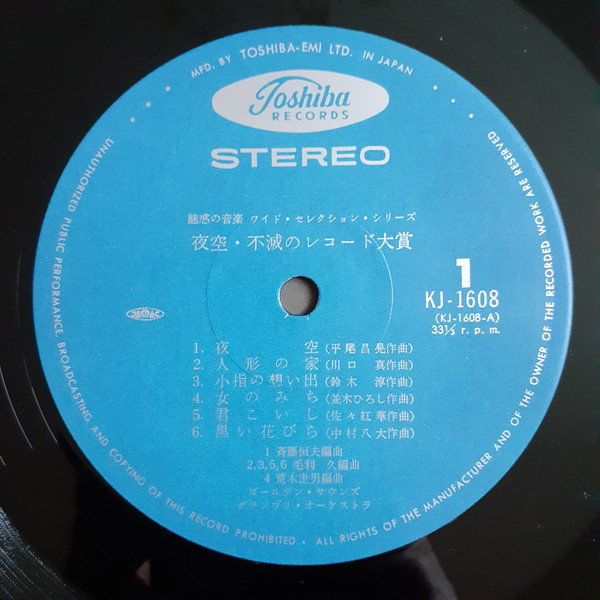 MFD. BY TOSHIBA-EMI LTD. IN JAPAN
Toshiba
RECORDS
STEREO
魅惑の音楽 ワイド・セレクション・シリーズ
夜空・不滅のレコード大賞
1
KJ-1608
(KJ-1608-A)
33⅓ r. p. m.
JASRAC
1. 夜空(平尾昌晃作曲)
2. 人形の家(川口真作曲)
3. 小指の想い出(鈴木淳作曲)
4. 女のみち(並木ひろし作曲)
5. 君こいし(佐々紅華作曲)
6. 黒い花びら(中村八大作曲)
1 斉藤恒夫編曲
2,3,5,6 毛利 久編曲
4 荒木圭男編曲
ゴールデン・サウンズ
グランプリ・オーケストラ
UNAUTHORIZED PUBLIC PERFORMANCE, BROADCASTING AND COPYING OF THIS RECORD PROHIBITED • ALL RIGHTS OF THE MANUFACTURER AND OF THE OWNER OF THE RECORDED WORK ARE RESERVED